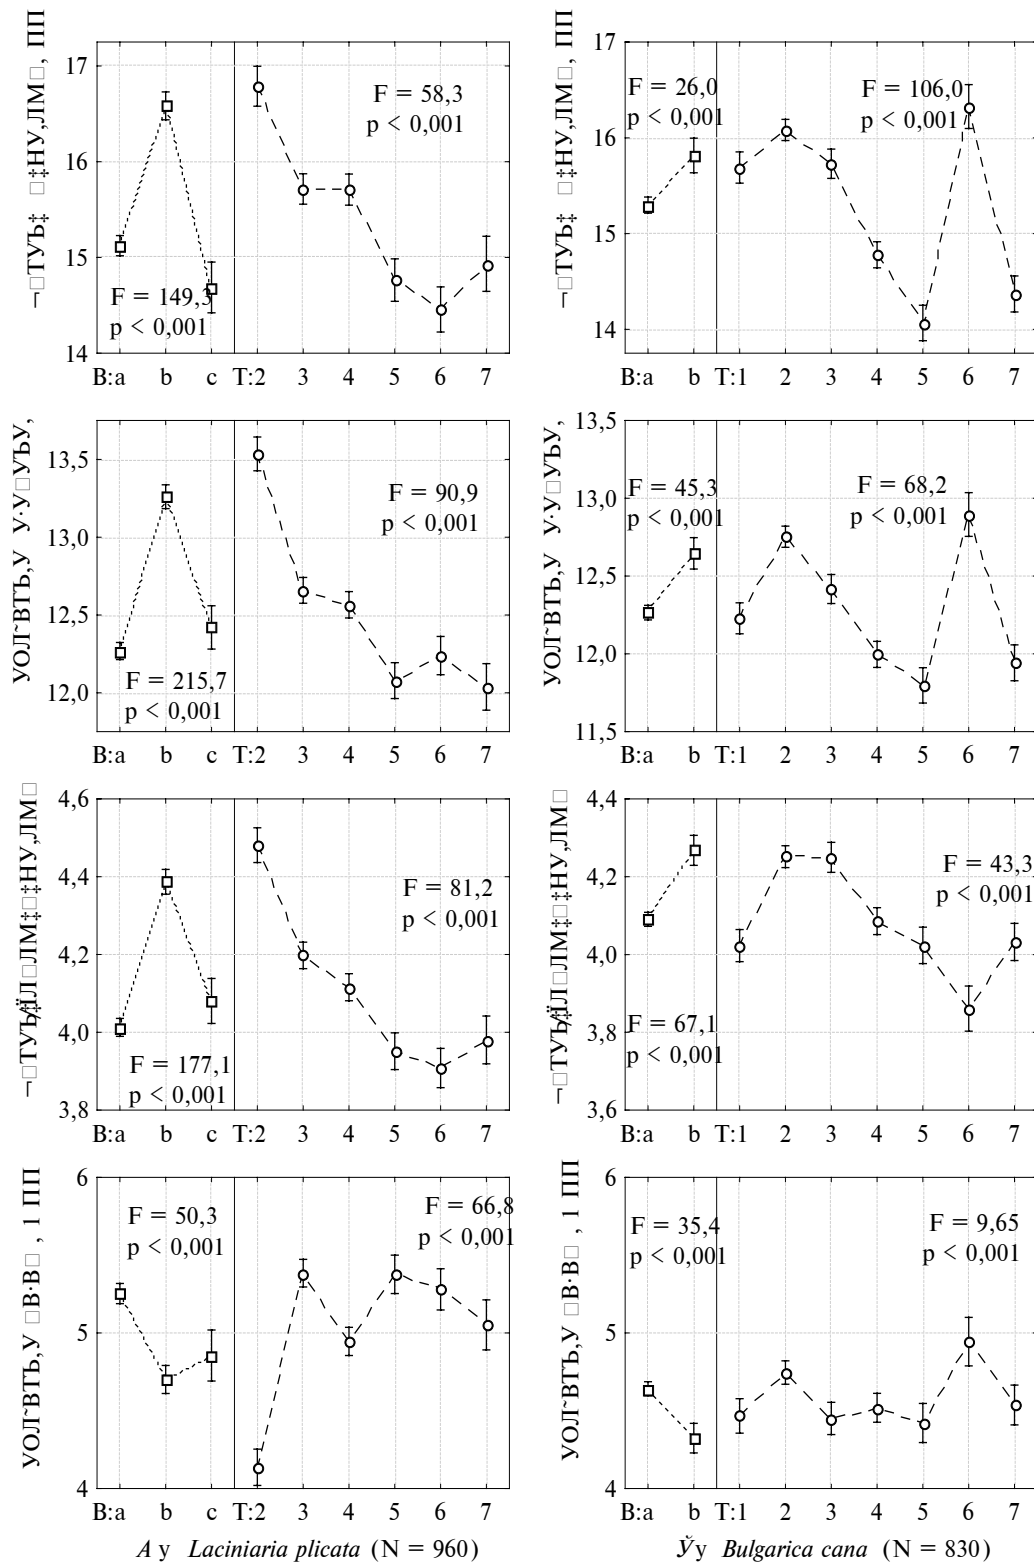 17
16
15
14
F = 58,3
p < 0,001
F = 149,3
p < 0,001
B:a b c T:2 3 4 5 6 7
17
16
15
14
F = 26,0
p < 0,001
F = 106,0
p < 0,001
B:a b T:1 2 3 4 5 6 7
13,5
13,0
12,5
12,0
F = 90,9
p < 0,001
F = 215,7
p < 0,001
B:a b c T:2 3 4 5 6 7
13,5
13,0
12,5
12,0
11,5
F = 45,3
p < 0,001
F = 68,2
p < 0,001
B:a b T:1 2 3 4 5 6 7
4,6
4,4
4,2
4,0
3,8
F = 81,2
p < 0,001
F = 177,1
p < 0,001
B:a b c T:2 3 4 5 6 7
4,4
4,2
4,0
3,8
3,6
F = 43,3
p < 0,001
F = 67,1
p < 0,001
B:a b T:1 2 3 4 5 6 7
6
5
4
F = 50,3
p < 0,001
F = 66,8
p < 0,001
B:a b c T:2 3 4 5 6 7
6
5
4
F = 35,4
p < 0,001
F = 9,65
p < 0,001
B:a b T:1 2 3 4 5 6 7
A y Laciniaria plicata (N = 960)
y Bulgarica cana (N = 830)